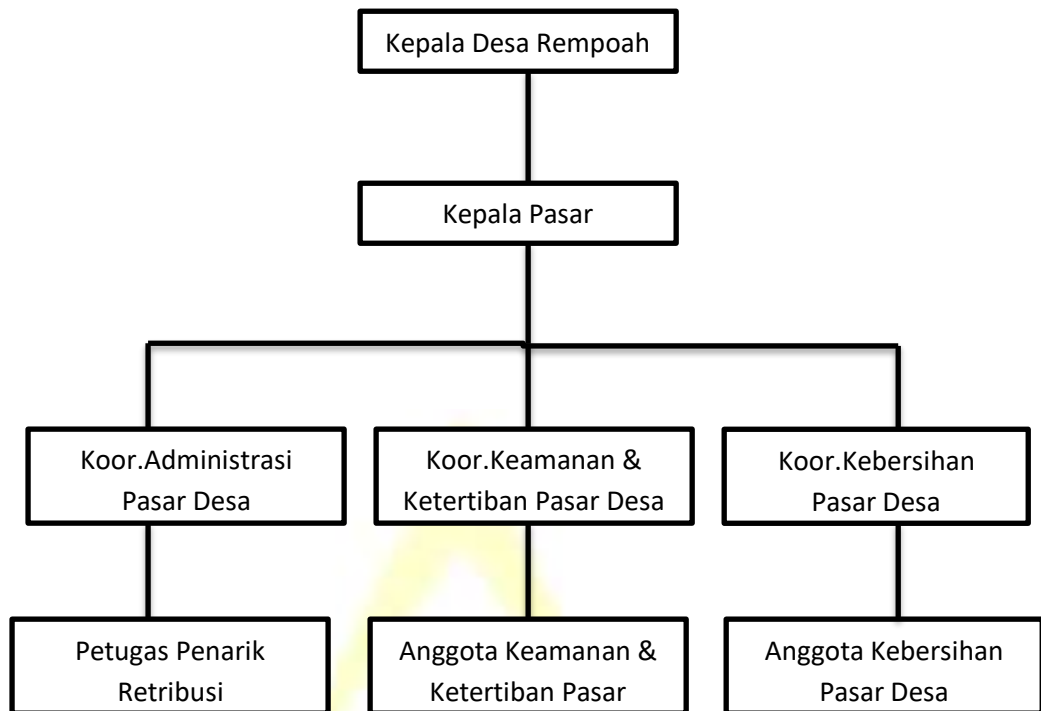 Kepala Desa Rempoah
Kepala Pasar
Koor.Administrasi
Pasar Desa
Koor.Keamanan &
Ketertiban Pasar Desa
Koor.Kebersihan
Pasar Desa
Petugas Penarik
Retribusi
Anggota Keamanan &
Ketertiban Pasar
Anggota Kebersihan
Pasar Desa